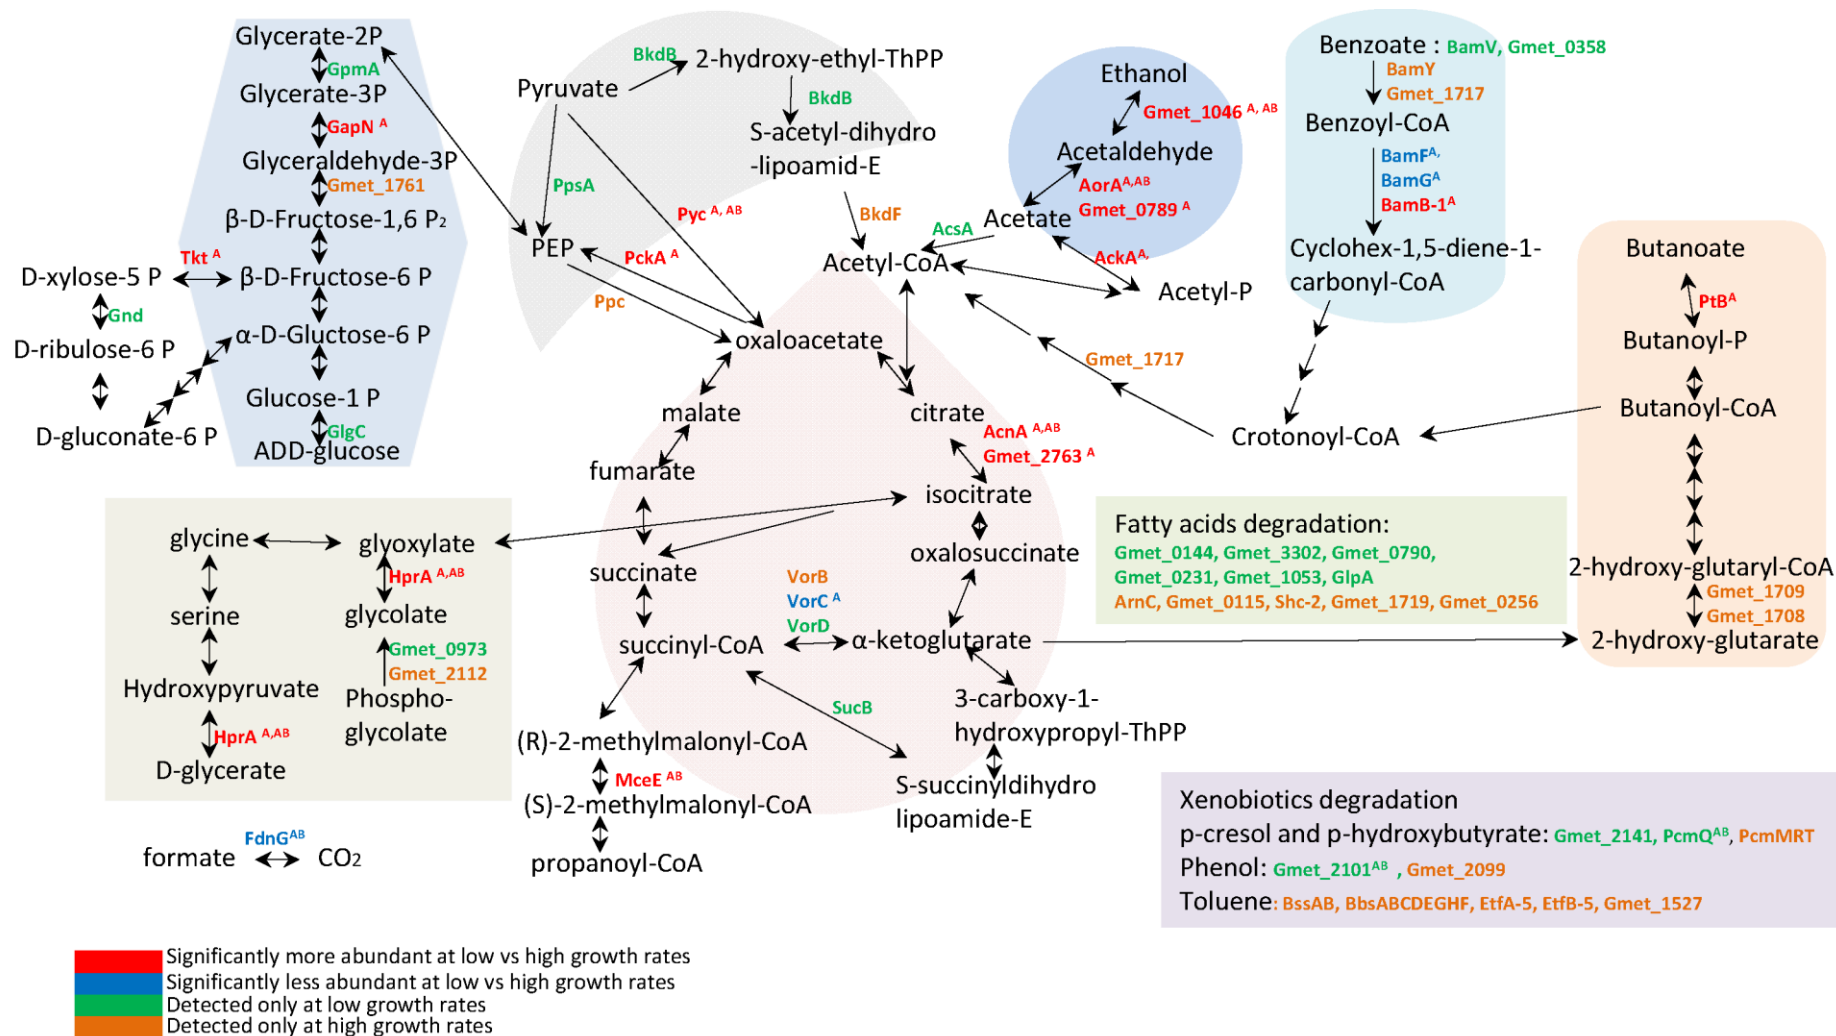 Glycerate-2P
GpmA
Glycerate-3P
GapN A
Glyceraldehyde-3P
Gmet_1761
β-D-Fructose-1,6 P2
Tkt A
D-xylose-5 P
β-D-Fructose-6 P
Gnd
D-ribulose-6 P
α-D-Gluctose-6 P
Glucose-1 P
D-gluconate-6 P
GlgC
ADD-glucose
Pyruvate
BkdB
2-hydroxy-ethyl-ThPP
BkdB
S-acetyl-dihydro
-lipoamid-E
PpsA
Pyc A, AB
BkdF
PEP
PckA A
Ppc
Acetyl-CoA
oxaloacetate
Ethanol
Gmet_1046 A, AB
Acetaldehyde
AorA A,AB
Gmet_0789 A
Acetate
AcsA
AckA A,
Acetyl-P
Benzoate : BamV, Gmet_0358
BamY
Gmet_1717
Benzoyl-CoA
BamF A,
BamG A
BamB-1 A
Cyclohex-1,5-diene-1-
carbonyl-CoA
Gmet_1717
Crotonoyl-CoA
Butanoate
PtB A
Butanoyl-P
Butanoyl-CoA
2-hydroxy-glutaryl-CoA
Gmet_1709
Gmet_1708
2-hydroxy-glutarate
malate
citrate
AcnA A,AB
Gmet_2763 A
fumarate
isocitrate
oxalosuccinate
succinate
VorB
VorC A
VorD
succinyl-CoA
α-ketoglutarate
SucB
3-carboxy-1-
hydroxypropyl-ThPP
(R)-2-methylmalonyl-CoA
MceE AB
(S)-2-methylmalonyl-CoA
S-succinyldihydro
lipoamide-E
propanoyl-CoA
glycine
glyoxylate
HprA A,AB
serine
glycolate
Gmet_0973
Gmet_2112
Hydroxypyruvate
Phospho-
glycolate
HprA A,AB
D-glycerate
FdnG AB
formate
CO2
Fatty acids degradation:
Gmet_0144, Gmet_3302, Gmet_0790,
Gmet_0231, Gmet_1053, GlpA
ArnC, Gmet_0115, Shc-2, Gmet_1719, Gmet_0256
Xenobiotics degradation
p-cresol and p-hydroxybutyrate: Gmet_2141, PcmQ AB, PcmMRT
Phenol: Gmet_2101 AB , Gmet_2099
Toluene: BssAB, BbsABCDEGHF, EtfA-5, EtfB-5, Gmet_1527
Significantly more abundant at low vs high growth rates
Significantly less abundant at low vs high growth rates
Detected only at low growth rates
Detected only at high growth rates